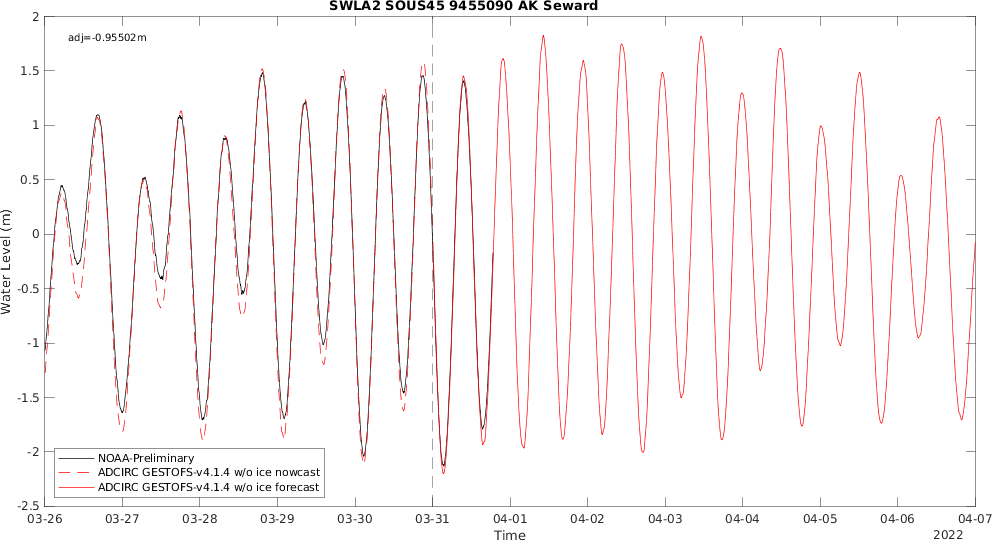 SWLA2 SOUS45 9455090 AK Seward
adj=-0.95502m
2
1.5
1
0.5
0
-0.5
-1
-1.5
-2
-2.5
Water Level (m)
NOAA-Preliminary
ADCIRC GESTOFS-v4.1.4 w/o ice nowcast
ADCIRC GESTOFS-v4.1.4 w/o ice forecast
03-26 03-27 03-28 03-29 03-30 03-31 04-01 04-02 04-03 04-04 04-05 04-06 04-07
Time
2022